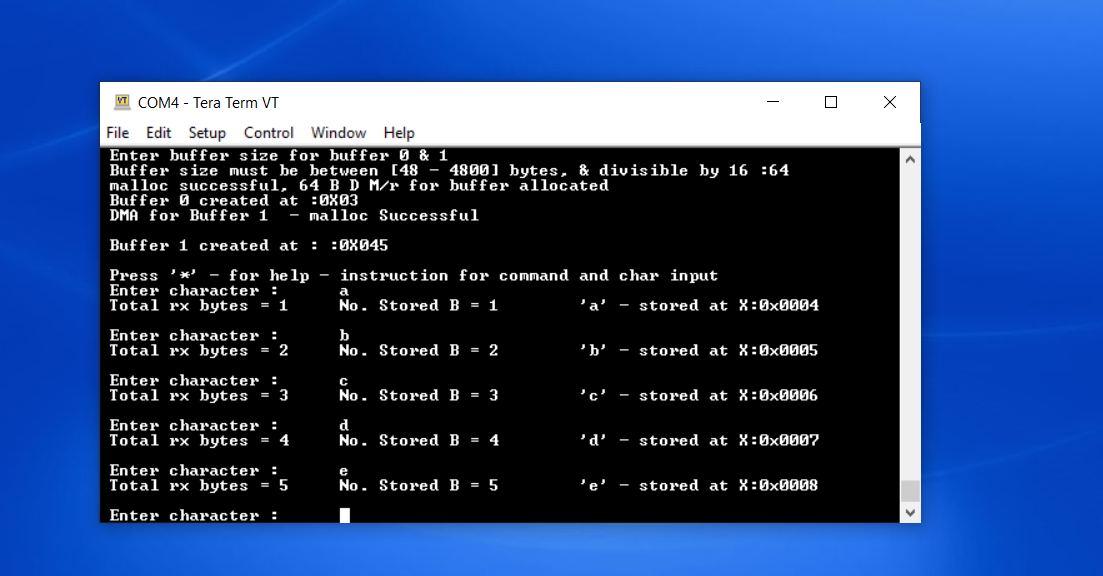 COM4 - Tera Term VT
File Edit Setup Control Window Help
Enter buffer size for buffer 0 & 1
Buffer size must be between [48 - 4800] bytes, & divisible by 16 :64
malloc successful, 64 B D M/r for buffer allocated
Buffer 0 created at :0X03
DMA for Buffer 1  - malloc Successful
Buffer 1 created at : :0X045
Press '*' - for help - instruction for command and char input
Enter character :      a
Total rx bytes = 1     No. Stored B = 1        'a' - stored at X:0x0004
Enter character :      b
Total rx bytes = 2     No. Stored B = 2        'b' - stored at X:0x0005
Enter character :      c
Total rx bytes = 3     No. Stored B = 3        'c' - stored at X:0x0006
Enter character :      d
Total rx bytes = 4     No. Stored B = 4        'd' - stored at X:0x0007
Enter character :      e
Total rx bytes = 5     No. Stored B = 5        'e' - stored at X:0x0008
Enter character :